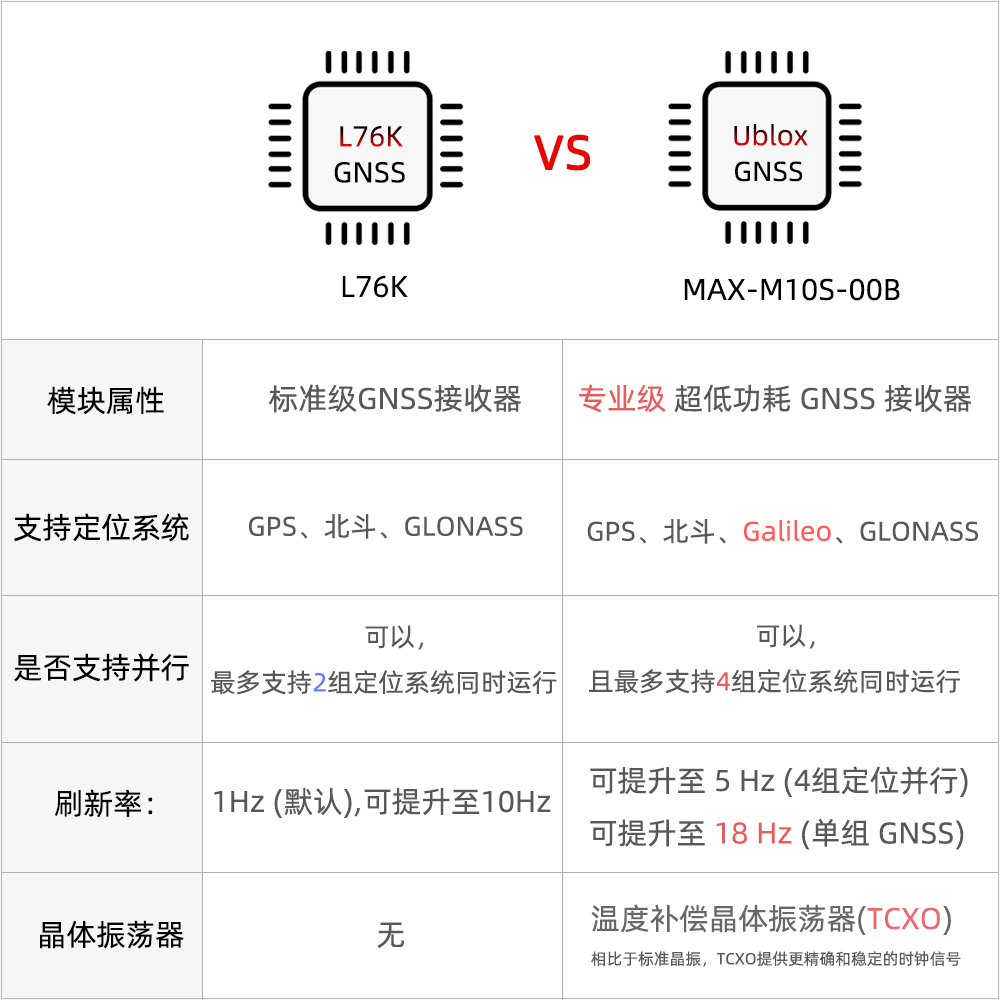 L76K
GNSS
VS
Ublox
GNSS
L76K
MAX-M10S-00B
模块属性
标准级GNSS接收器
专业级 超低功耗 GNSS 接收器
支持定位系统
GPS、北斗、GLONASS
GPS、北斗、Galileo、GLONASS
是否支持并行
可以,
最多支持2组定位系统同时运行
可以,
且最多支持4组定位系统同时运行
刷新率：
1Hz (默认),可提升至10Hz
可提升至 5 Hz (4组定位并行)
可提升至 18 Hz (单组 GNSS)
晶体振荡器
无
温度补偿晶体振荡器(TCXO)
相比于标准晶振，TCXO提供更精确和稳定的时钟信号